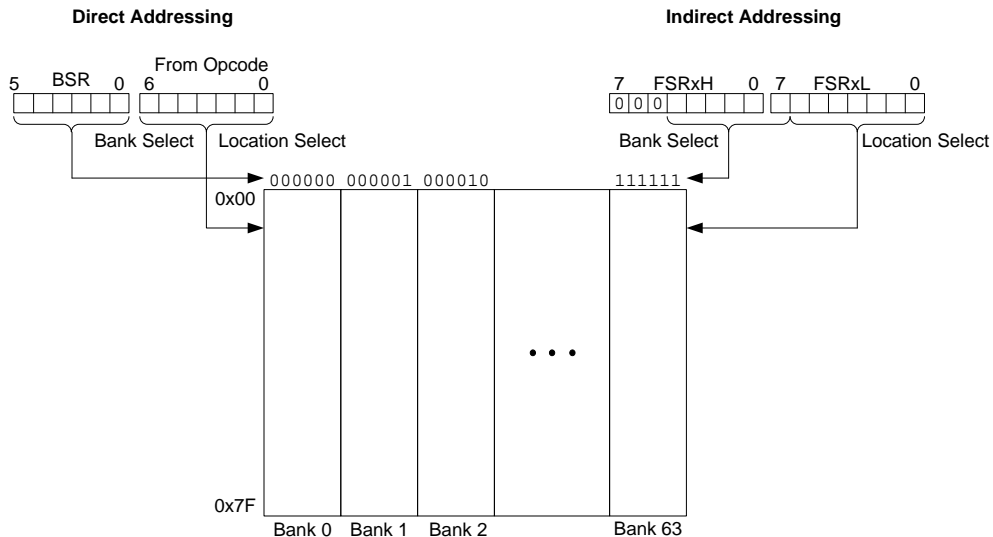 Direct Addressing Indirect Addressing
From Opcode
5 BSR 0 6 0 7 FSRxH 0 7 FSRxL 0
0 0 0
Bank Select Location Select Bank Select Location Select
000000 000001 000010 111111
0x00
. . .
0x7F
Bank 0 Bank 1 Bank 2 Bank 63